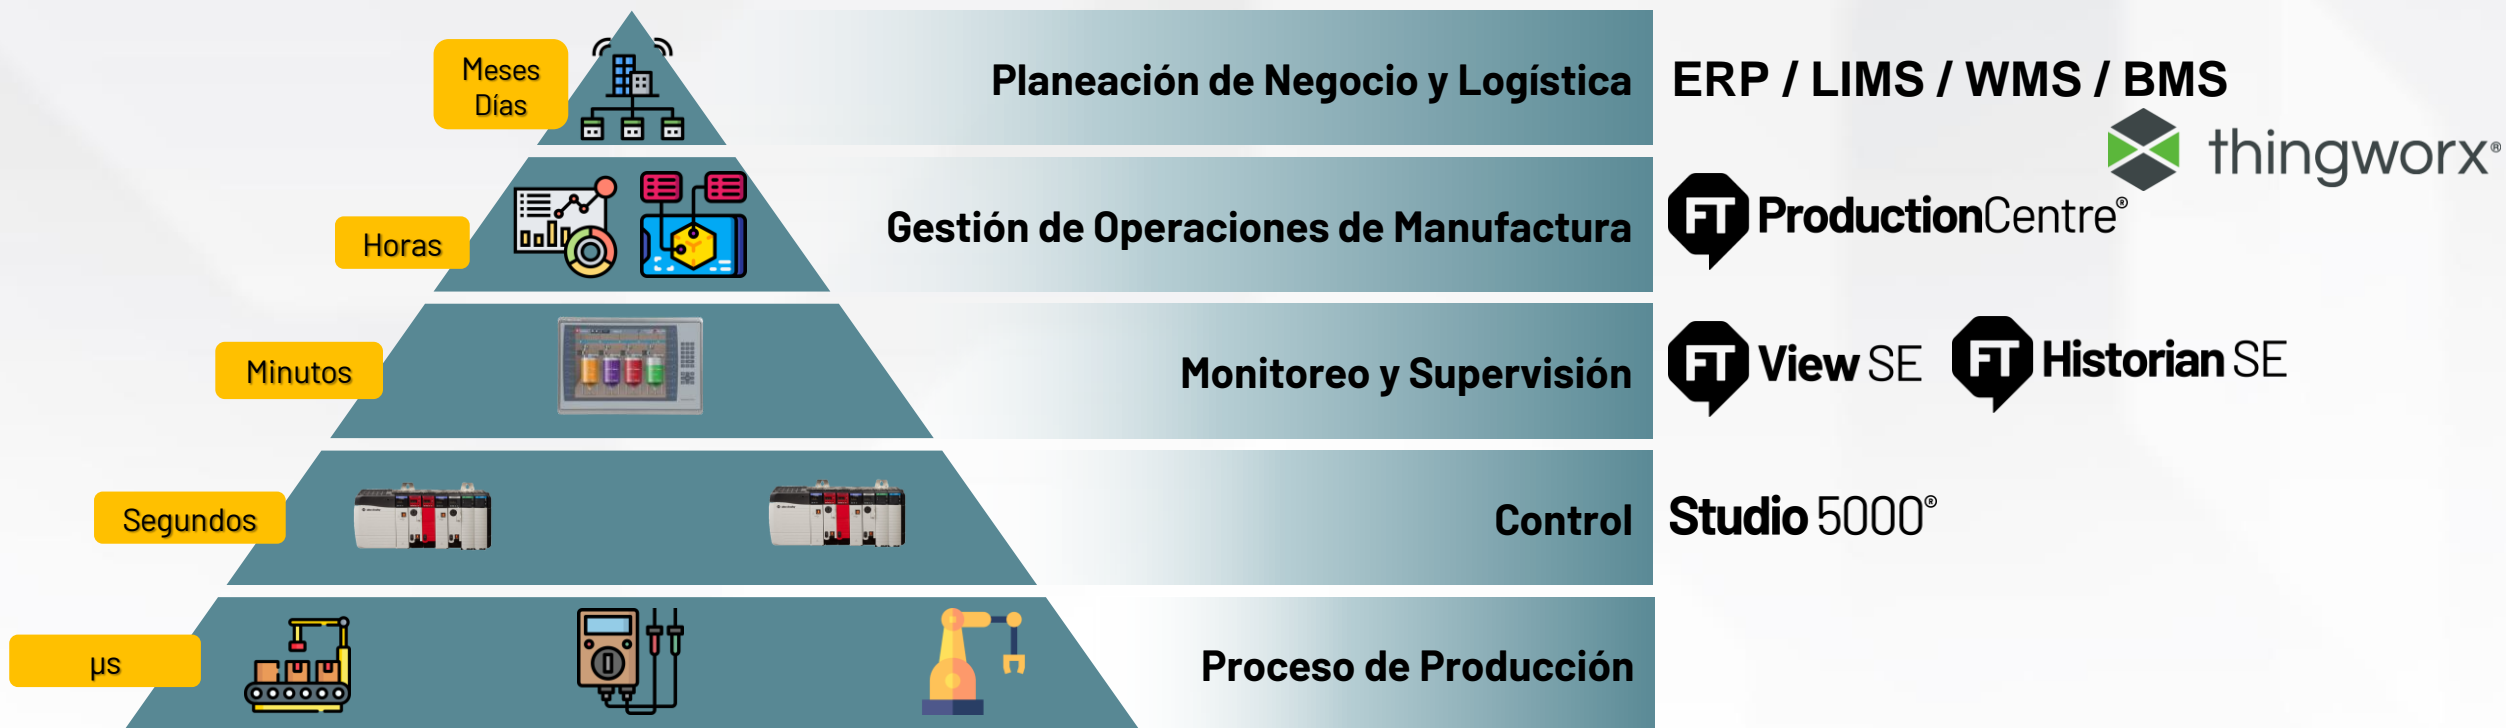 Meses
Días
Planeación de Negocio y Logística
ERP / LIMS / WMS / BMS
thingworx®
Horas
Gestión de Operaciones de Manufactura
FT ProductionCentre®
Minutos
Monitoreo y Supervisión
FT View SE
FT Historian SE
Segundos
Control
Studio 5000®
µs
Proceso de Producción